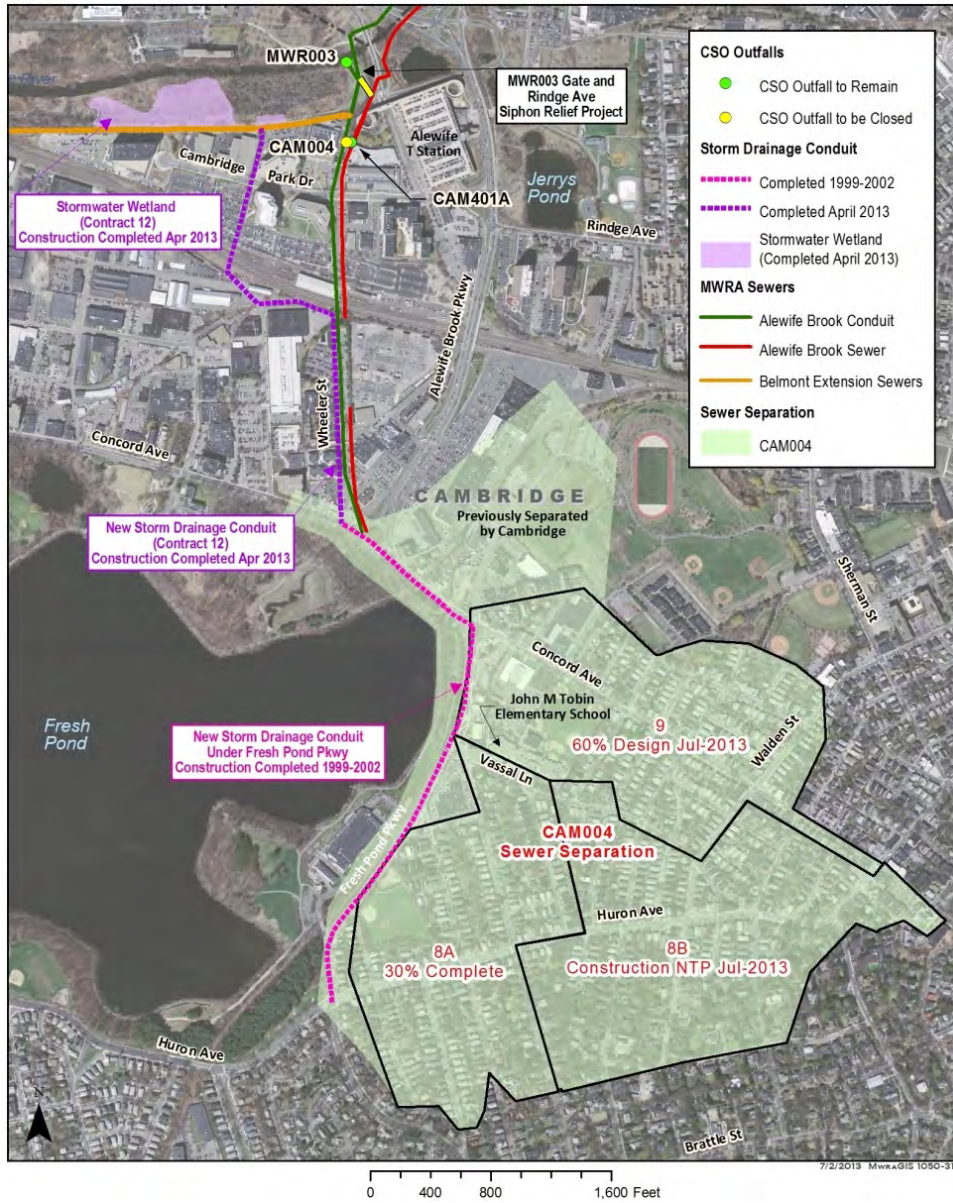 MWR003
MWR003 Gate and
Rindge Ave
Siphon Relief Project
Alewife
T Station
CAM004
CAM401A
Cambridge
Park Dr
Jerrys
Pond
Rindge Ave
Stormwater Wetland
(Contract 12)
Construction Completed Apr 2013
Alewife Brook Pkwy
Wheeler St
Concord Ave
CAMBRIDGE
Previously Separated
by Cambridge
New Storm Drainage Conduit
(Contract 12)
Construction Completed Apr 2013
Sherman St
Concord Ave
John M Tobin
Elementary School
9
60% Design Jul-2013
Walden St
Fresh
Pond
New Storm Drainage Conduit
Under Fresh Pond Pkwy
Construction Completed 1999-2002
Vassal Ln
CAM004
Sewer Separation
Fresh Pond Pkwy
Huron Ave
8A
30% Complete
8B
Construction NTP Jul-2013
Huron Ave
Brattle St
N
CSO Outfalls
CSO Outfall to Remain
CSO Outfall to be Closed
Storm Drainage Conduit
Completed 1999-2002
Completed April 2013
Stormwater Wetland
(Completed April 2013)
MWRA Sewers
Alewife Brook Conduit
Alewife Brook Sewer
Belmont Extension Sewers
Sewer Separation
CAM004
7/2/2013 MWRAGIS 1050-31
0 400 800 1,600 Feet